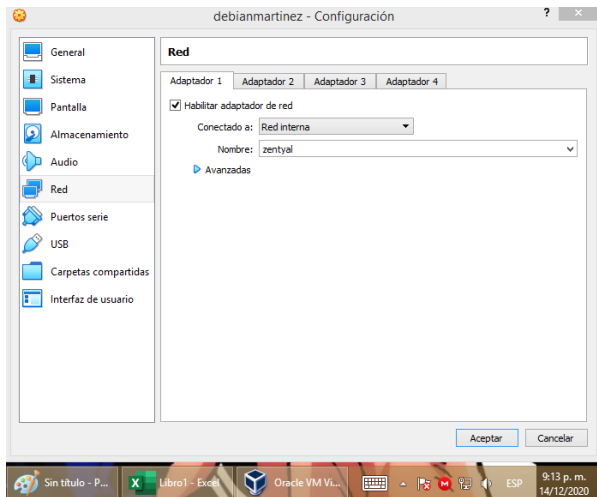 debianmartinez - Configuración ? ×
General
Sistema
Pantalla
Almacenamiento
Audio
Red
Puertos serie
USB
Carpetas compartidas
Interfaz de usuario
Red
Adaptador 1 Adaptador 2 Adaptador 3 Adaptador 4
Habilitar adaptador de red
Conectado a: Red interna
Nombre: zentyal
Avanzadas
Aceptar Cancelar
Sin título - P... Libro1 - Excel Oracle VM Vi... ESP 9:13 p. m.
14/12/2020